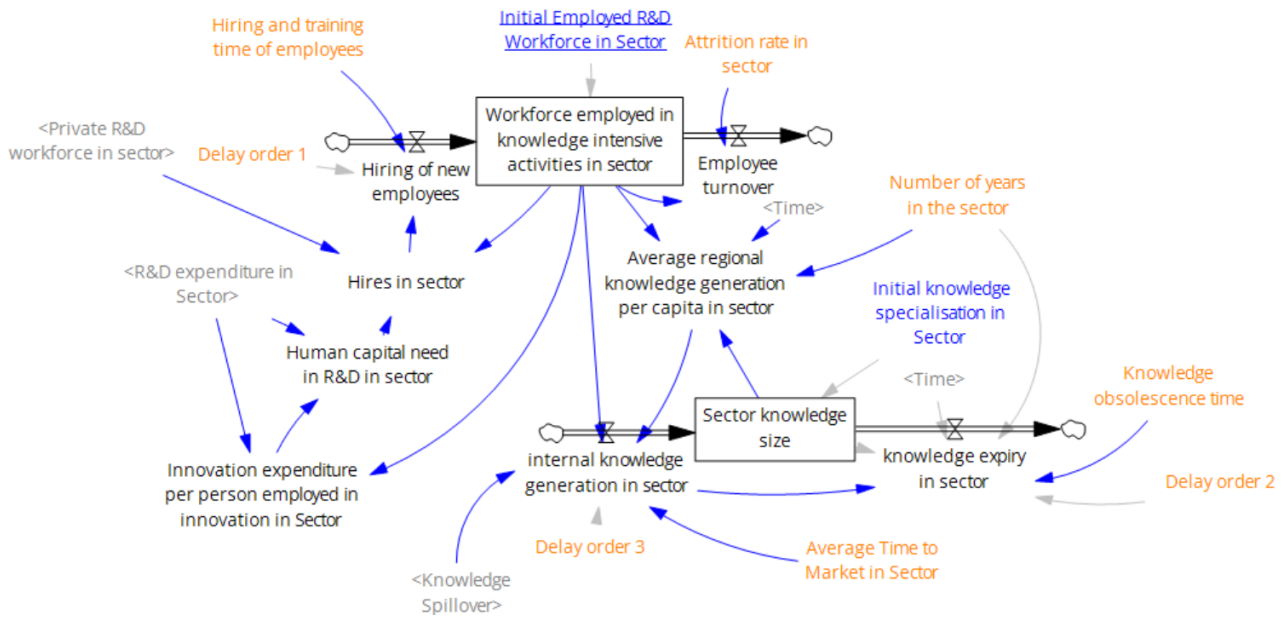 Hiring and training
time of employees
Initial Employed R&D
Workforce in Sector
Attrition rate in
sector
<Private R&D
workforce in sector>
Delay order 1
Hiring of new
employees
Workforce employed in
knowledge intensive
activities in sector
Employee
turnover
<Time>
Number of years
in the sector
<R&D expenditure in
Sector>
Hires in sector
Average regional
knowledge generation
per capita in sector
Initial knowledge
specialisation in
Sector
Human capital need
in R&D in sector
<Time>
Knowledge
obsolescence time
Sector knowledge
size
Innovation expenditure
per person employed in
innovation in Sector
internal knowledge
generation in sector
knowledge expiry
in sector
Delay order 2
Delay order 3
Average Time to
Market in Sector
<Knowledge
Spillover>